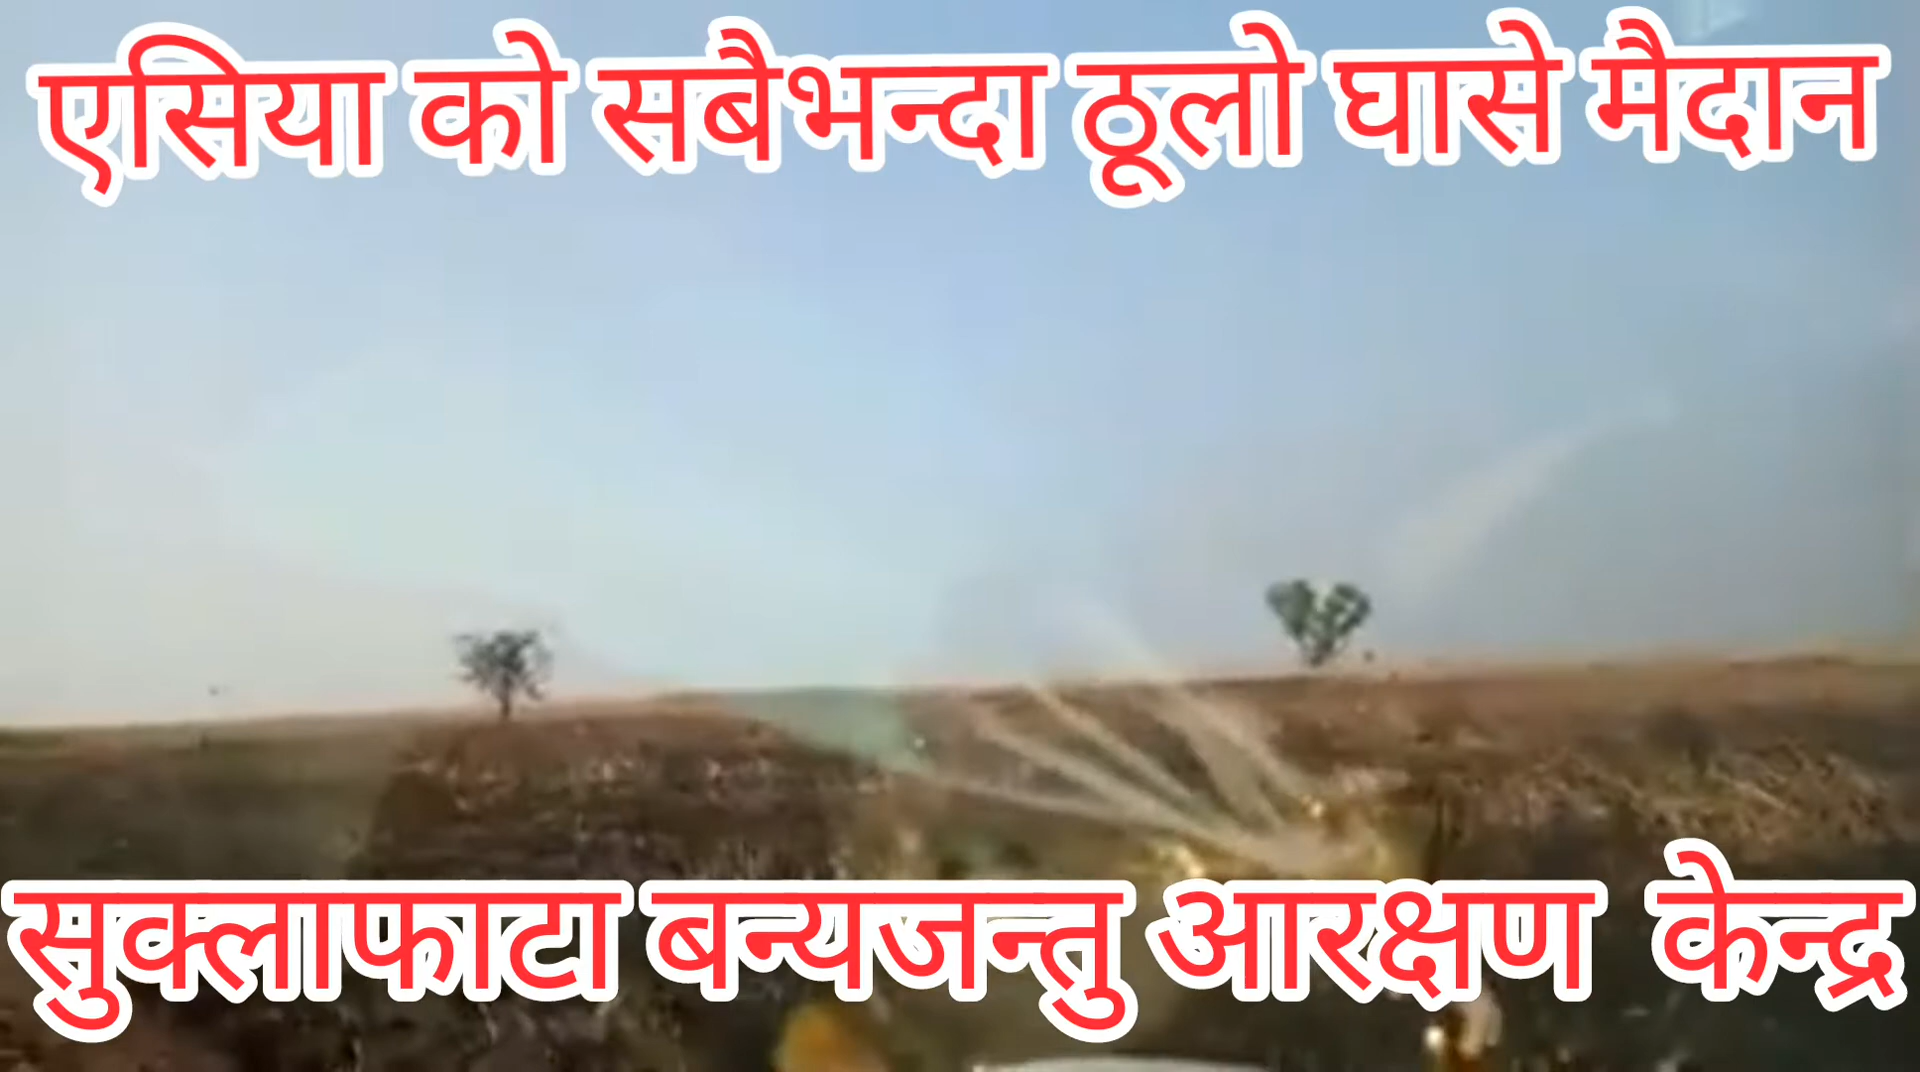 एसिया को सबैभन्दा ठूलो घासे मैदान
सुक्लाफाटा बन्यजन्तु आरक्षण केन्द्र